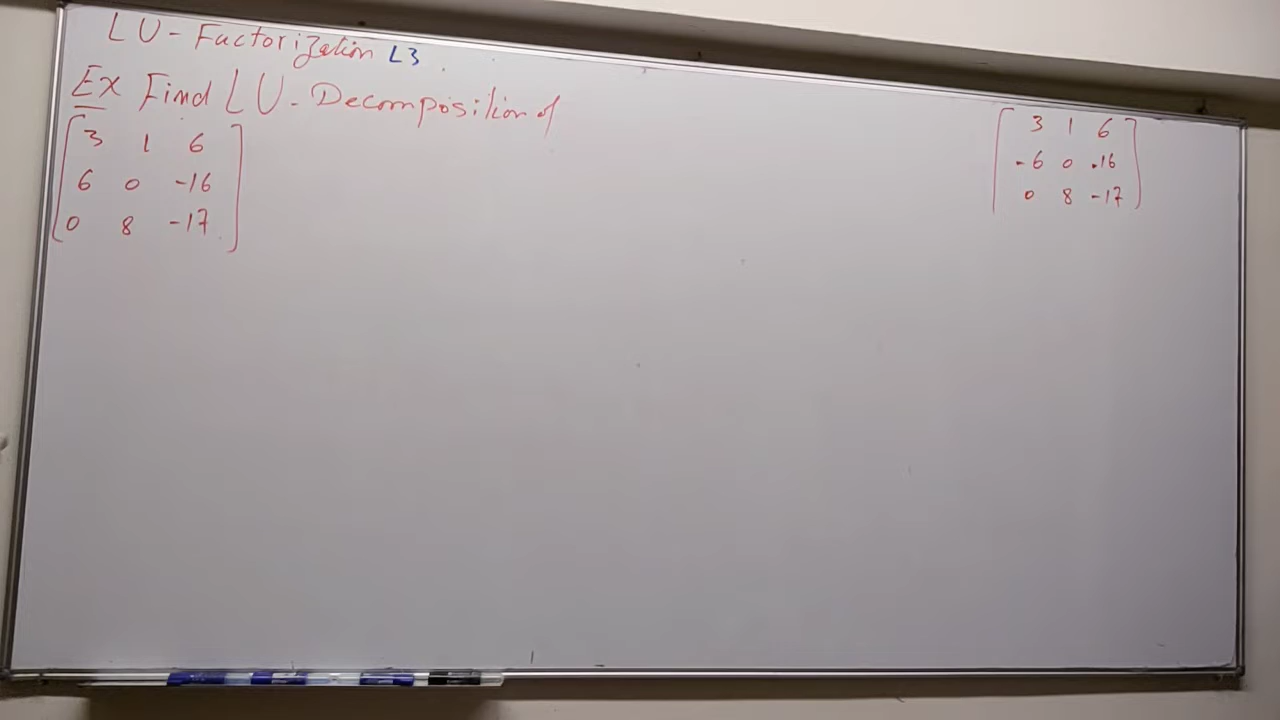 LU-Factorization L3
Ex Find LU-Decomposition of
3 1 6
6 0 -16
0 8 -17
3 1 6
-6 0 -16
0 8 -17